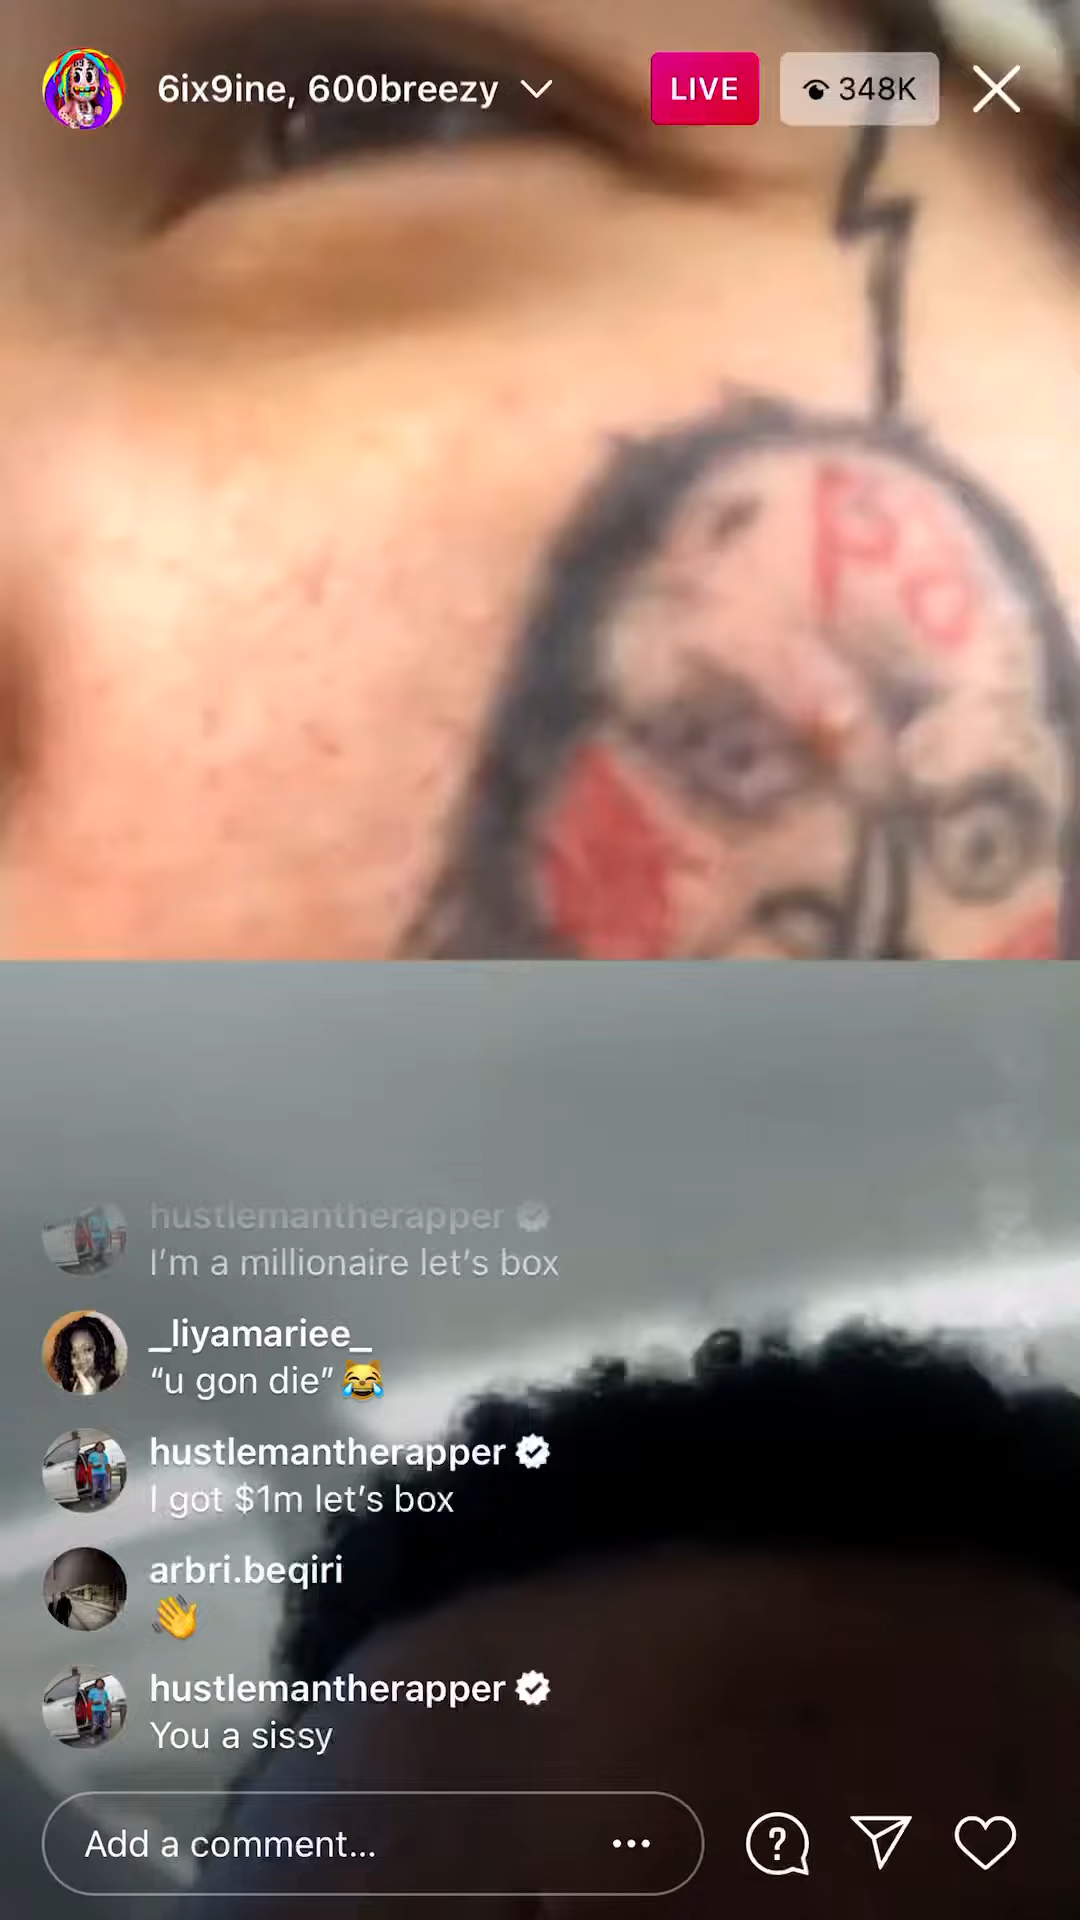 6ix9ine, 600breezy
LIVE
348K
hustlemantherapper
I’m a millionaire let’s box
_liyamariee_
“u gon die” 😹
hustlemantherapper
I got $1m let’s box
arbri.beqiri
👋
hustlemantherapper
You a sissy
Add a comment...